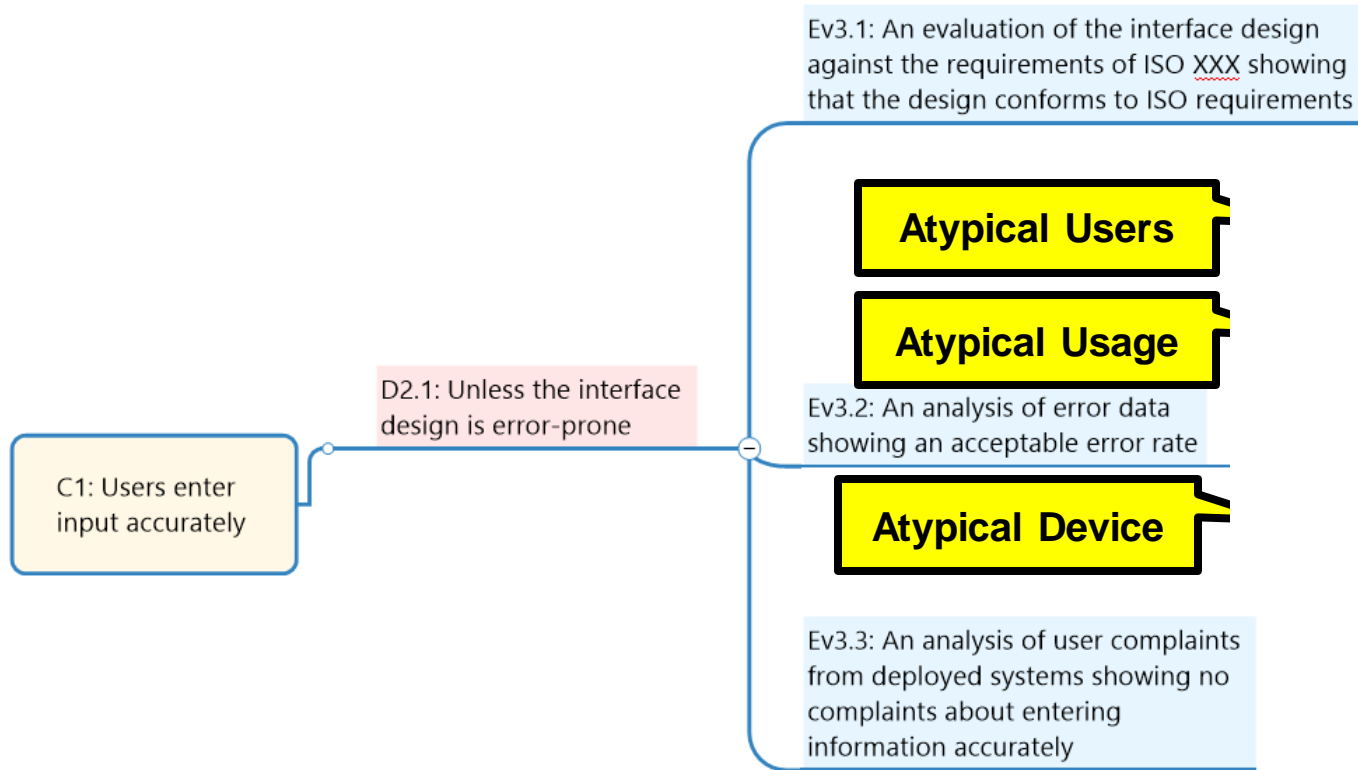 Ev3.1: An evaluation of the interface design
against the requirements of ISO XXX showing
that the design conforms to ISO requirements
Atypical Users
Atypical Usage
D2.1: Unless the interface
design is error-prone
Ev3.2: An analysis of error data
showing an acceptable error rate
C1: Users enter
input accurately
Atypical Device
Ev3.3: An analysis of user complaints
from deployed systems showing no
complaints about entering
information accurately